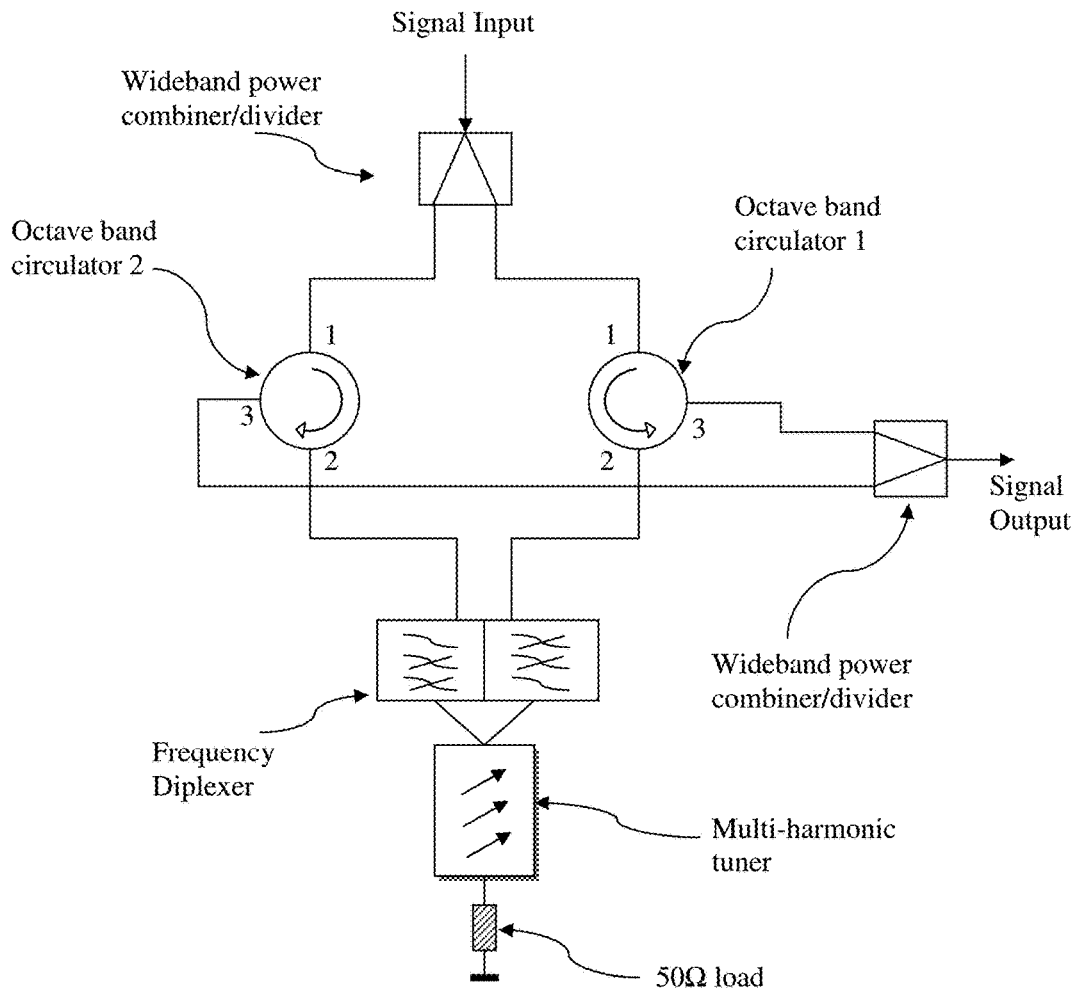 Signal Input
Wideband power
combiner/divider
Octave band
circulator 2
Octave band
circulator 1
1
1
3
3
2
2
Signal
Output
Wideband power
combiner/divider
Frequency
Diplexer
Multi-harmonic
tuner
50Ω load